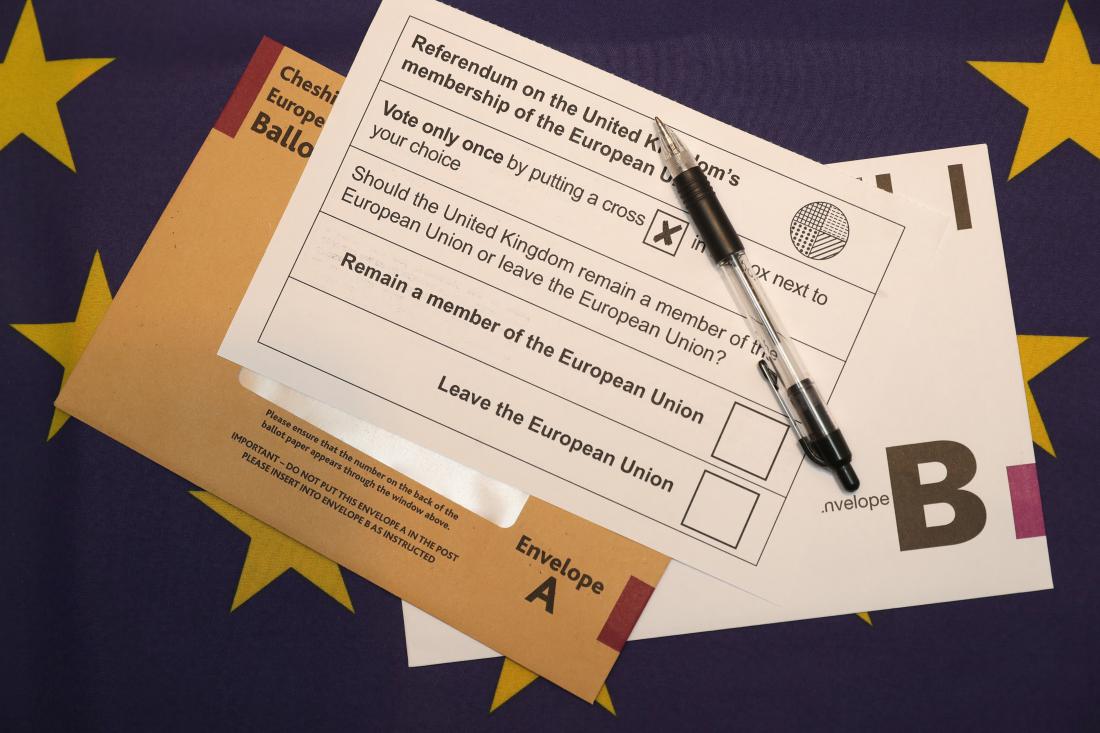 Referendum on the United Kingdom's
membership of the European
Vote only once by putting a cross in box next to
your choice
Should the United Kingdom remain a member of the
European Union or leave the European Union?
Remain a member of the European Union
Leave the European Union
Cheshi
Europe
Ballo
Please ensure that the number on the back of the
ballot paper appears through the window above.
IMPORTANT – DO NOT PUT THIS ENVELOPE A IN THE POST
PLEASE INSERT INTO ENVELOPE B AS INSTRUCTED
Envelope
A
nvelope B